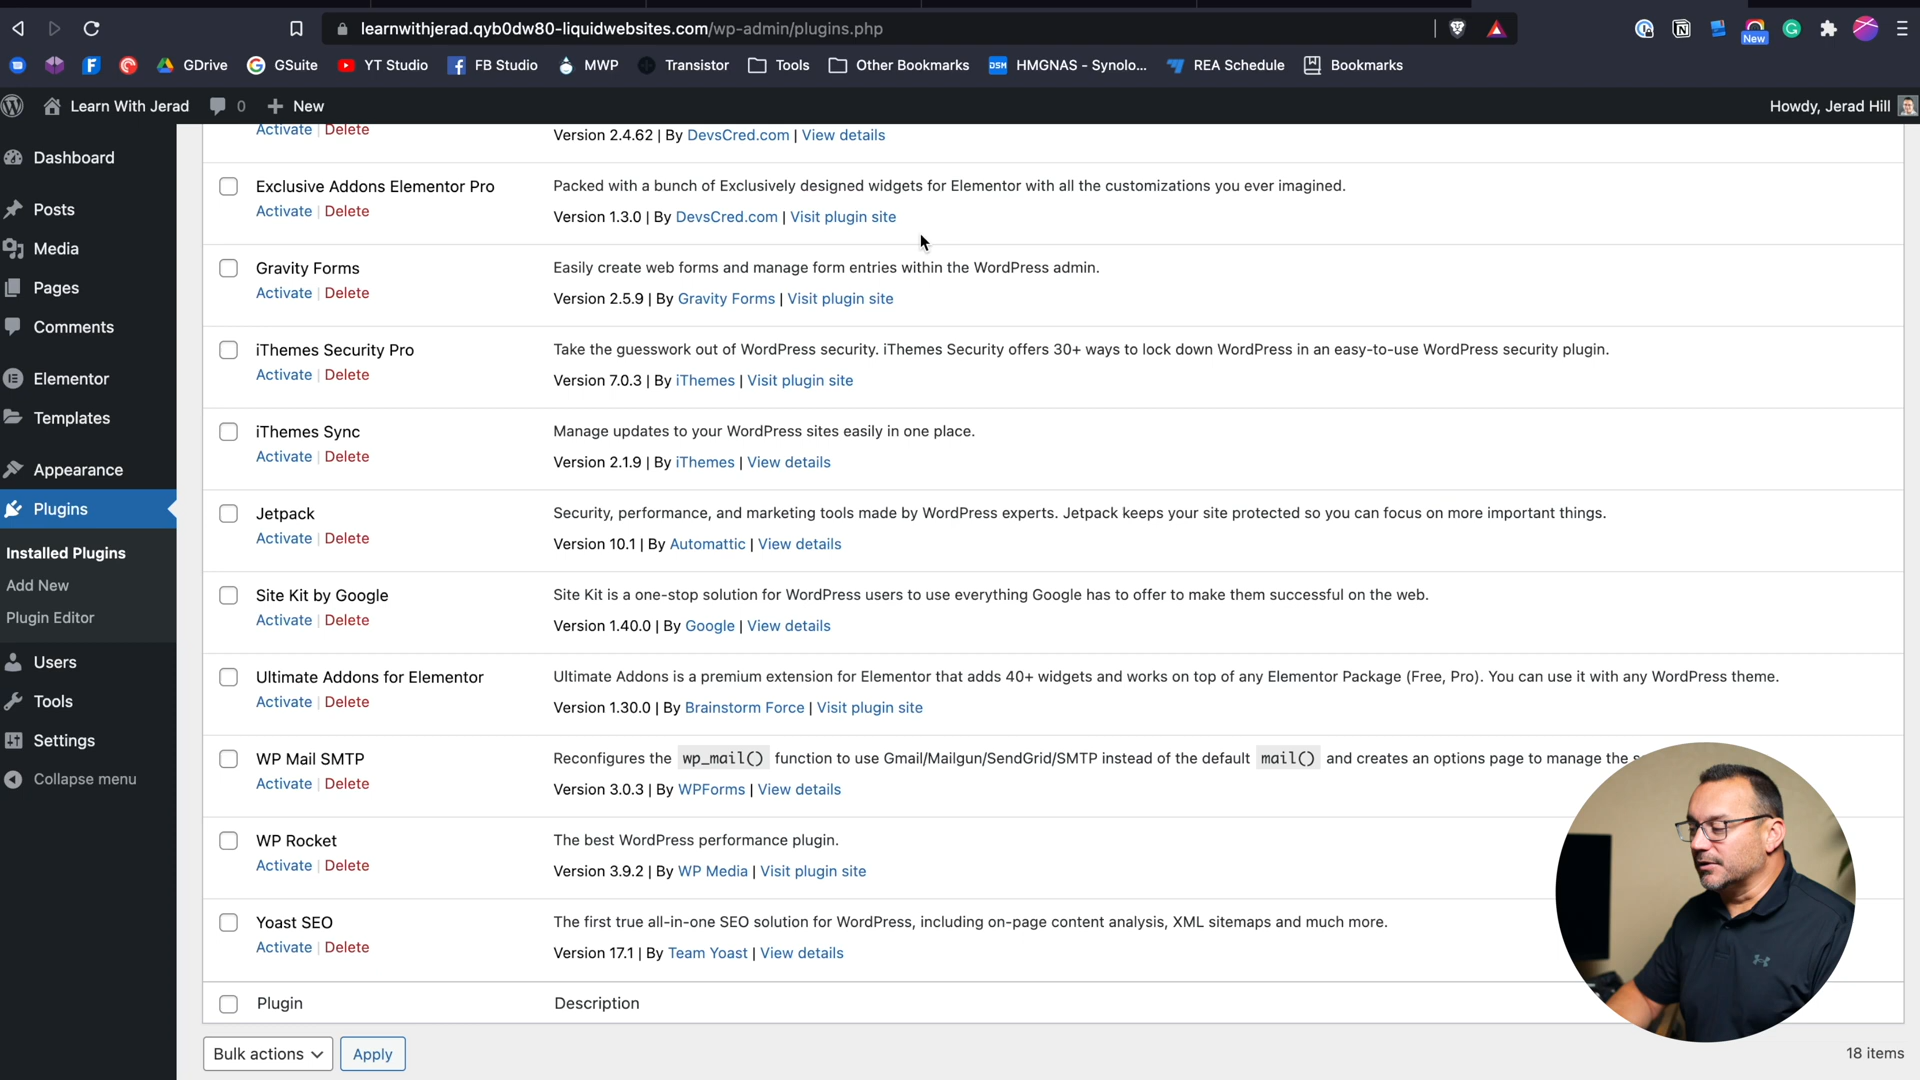 learnwithjerad.qyb0dw80-liquidwebsites.com/wp-admin/plugins.php
New
GDrive
GSuite
YT Studio
FB Studio
MWP
Transistor
Tools
Other Bookmarks
DSM
HMGNAS - Synolo...
REA Schedule
Bookmarks
Learn With Jerad
0
New
Howdy, Jerad Hill
Dashboard
Posts
Media
Pages
Comments
Elementor
Templates
Appearance
Plugins
Installed Plugins
Add New
Plugin Editor
Users
Tools
Settings
Collapse menu
Activate | Delete
Version 2.4.62 | By DevsCred.com | View details
Exclusive Addons Elementor Pro
Packed with a bunch of Exclusively designed widgets for Elementor with all the customizations you ever imagined.
Activate | Delete
Version 1.3.0 | By DevsCred.com | Visit plugin site
Gravity Forms
Easily create web forms and manage form entries within the WordPress admin.
Activate | Delete
Version 2.5.9 | By Gravity Forms | Visit plugin site
iThemes Security Pro
Take the guesswork out of WordPress security. iThemes Security offers 30+ ways to lock down WordPress in an easy-to-use WordPress security plugin.
Activate | Delete
Version 7.0.3 | By iThemes | Visit plugin site
iThemes Sync
Manage updates to your WordPress sites easily in one place.
Activate | Delete
Version 2.1.9 | By iThemes | View details
Jetpack
Security, performance, and marketing tools made by WordPress experts. Jetpack keeps your site protected so you can focus on more important things.
Activate | Delete
Version 10.1 | By Automattic | View details
Site Kit by Google
Site Kit is a one-stop solution for WordPress users to use everything Google has to offer to make them successful on the web.
Activate | Delete
Version 1.40.0 | By Google | View details
Ultimate Addons for Elementor
Ultimate Addons is a premium extension for Elementor that adds 40+ widgets and works on top of any Elementor Package (Free, Pro). You can use it with any WordPress theme.
Activate | Delete
Version 1.30.0 | By Brainstorm Force | Visit plugin site
WP Mail SMTP
Reconfigures the wp_mail() function to use Gmail/Mailgun/SendGrid/SMTP instead of the default mail() and creates an options page to manage the
Activate | Delete
Version 3.0.3 | By WPForms | View details
WP Rocket
The best WordPress performance plugin.
Activate | Delete
Version 3.9.2 | By WP Media | Visit plugin site
Yoast SEO
The first true all-in-one SEO solution for WordPress, including on-page content analysis, XML sitemaps and much more.
Activate | Delete
Version 17.1 | By Team Yoast | View details
Plugin
Description
Bulk actions
Apply
18 items